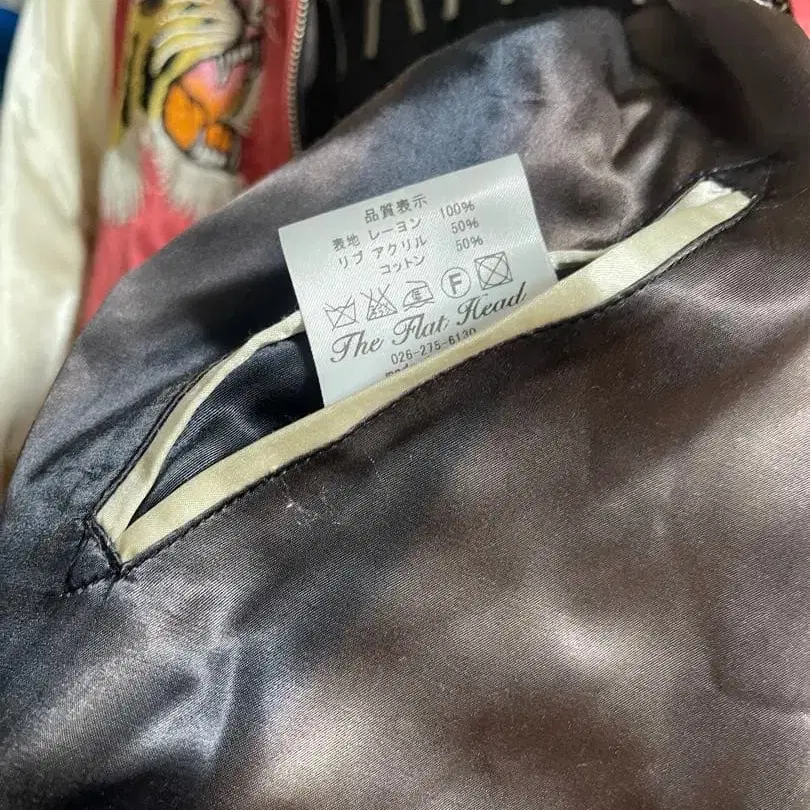 品質表示
表地 レーヨン 100%
リブ アクリル 50%
コットン 50%
F
The Flat Head
026-275-6130